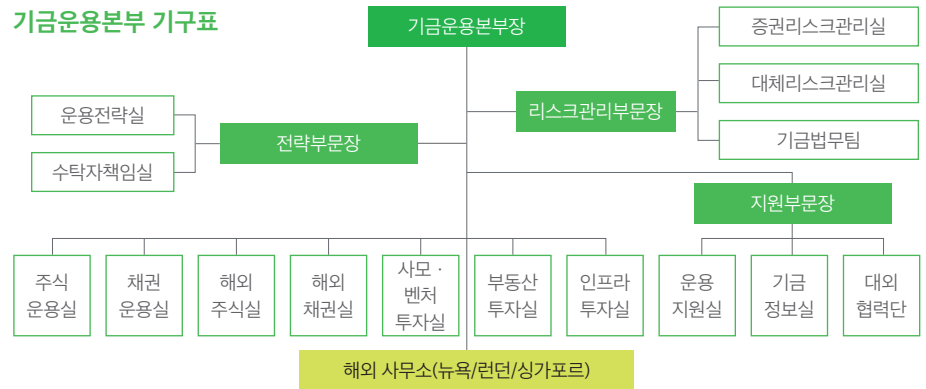 기금운용본부 기구표
기금운용본부장
증권리스크관리실
대체리스크관리실
기금법무팀
리스크관리부문장
운용전략실
수탁자책임실
전략부문장
지원부문장
주식
운용실
채권
운용실
해외
주식실
해외
채권실
사모 ·
벤처
투자실
부동산
투자실
인프라
투자실
운용
지원실
기금
정보실
대외
협력단
해외 사무소(뉴욕/런던/싱가포르)